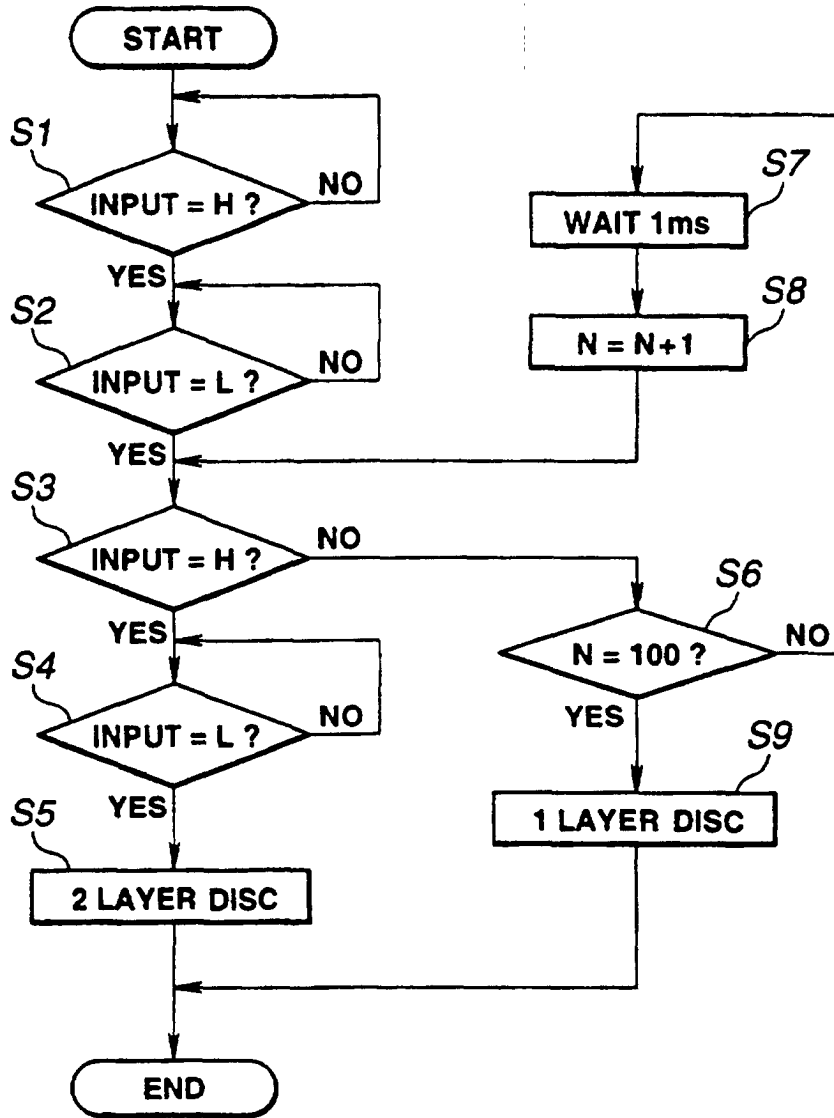 START
S1
INPUT = H ?
NO
YES
S2
INPUT = L ?
NO
YES
S3
INPUT = H ?
NO
YES
S4
INPUT = L ?
NO
YES
S5
2 LAYER DISC
END
S7
WAIT 1ms
S8
N = N+1
S6
N = 100 ?
NO
YES
S9
1 LAYER DISC